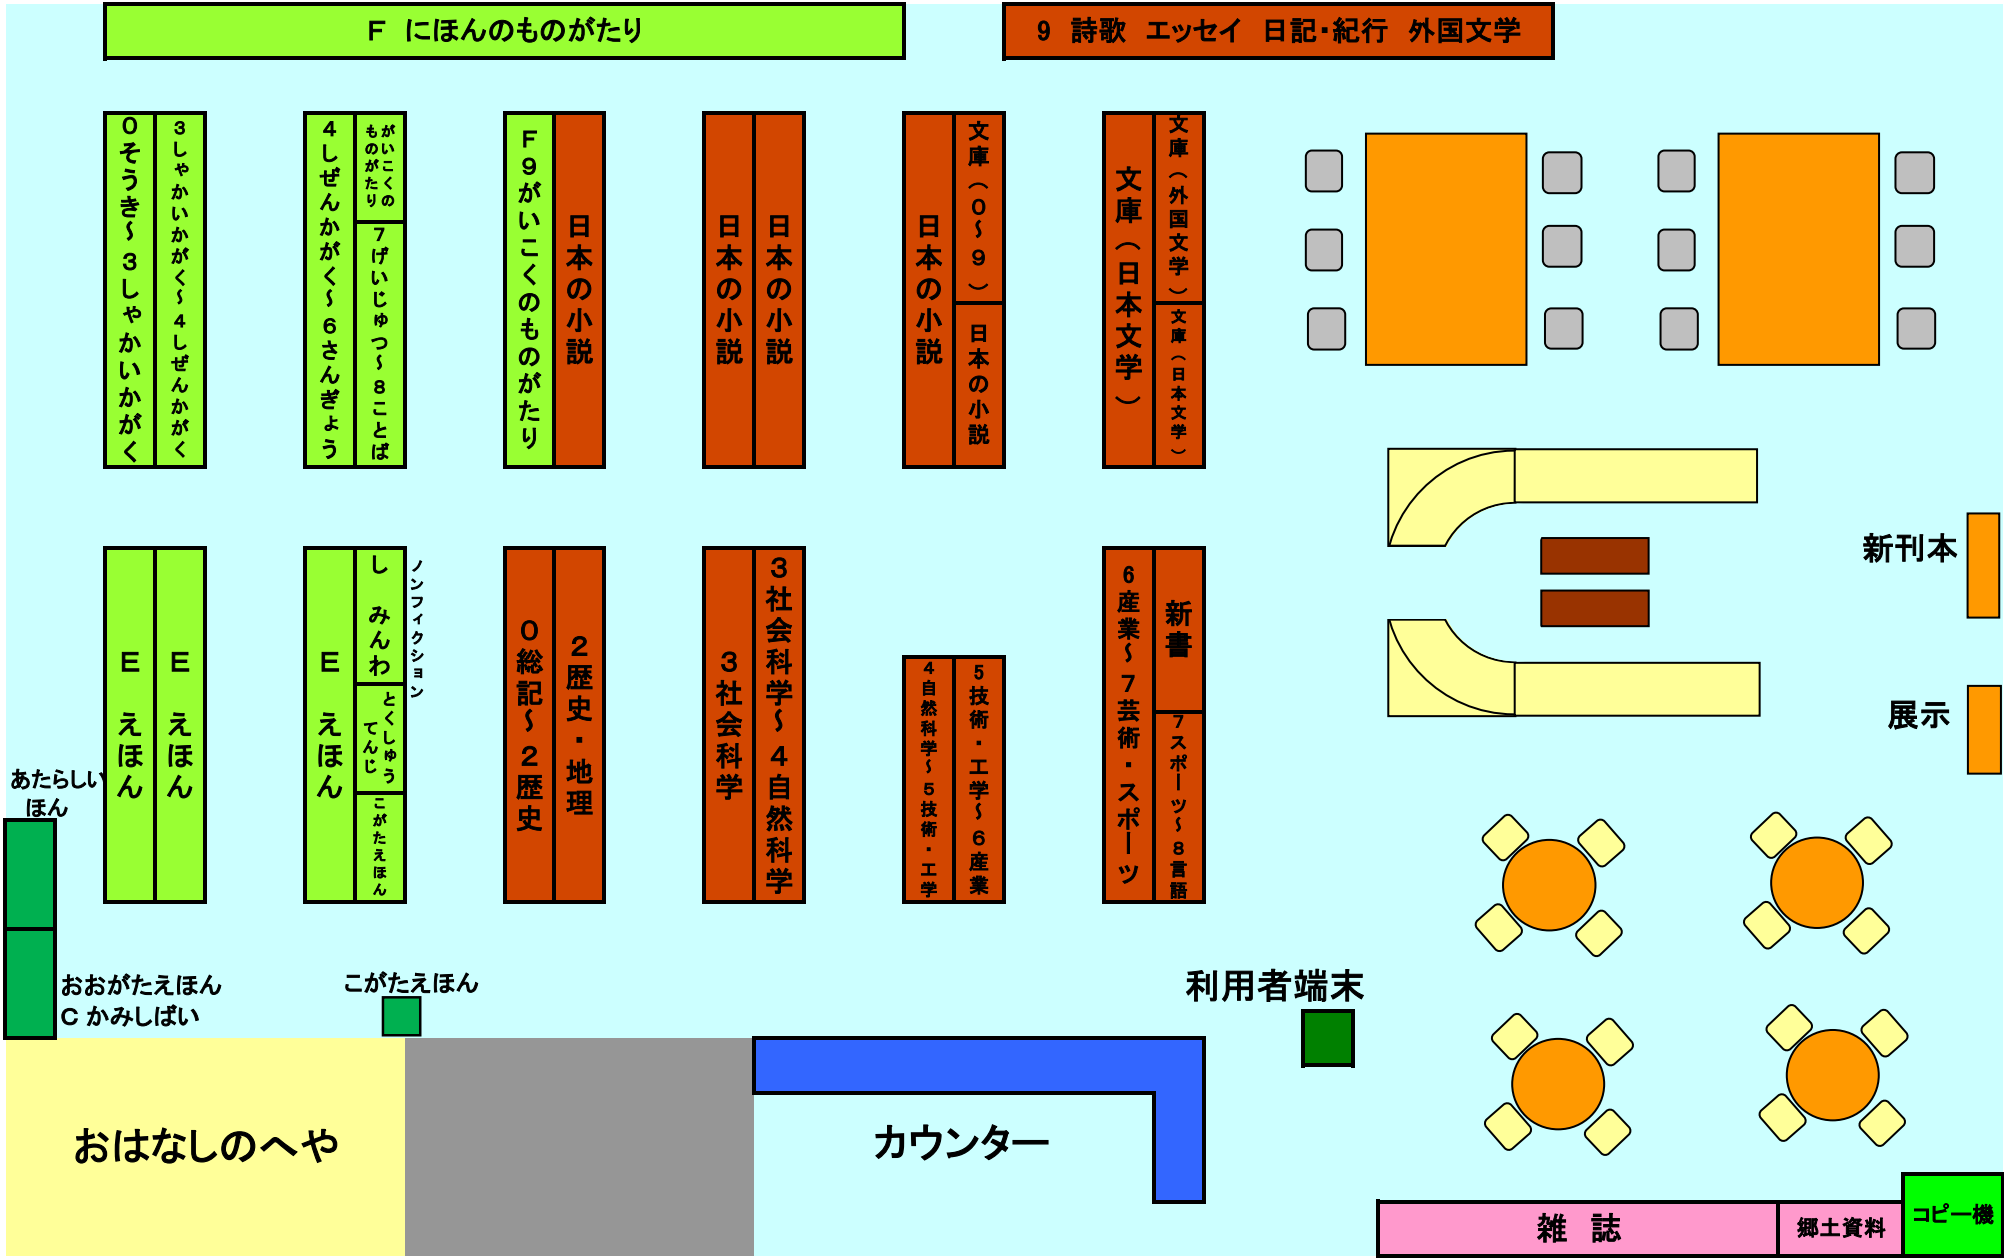 Ｆ　にほんのものがたり
９　詩歌　エッセイ　日記・紀行　外国文学
０そうき～３しゃかいかがく
３しゃかいかがく～４しぜんかがく
４しぜんかがく～６さんぎょう
がいこくの
ものがたり
７げいじゅつ～８ことば
Ｆ９がいこくのものがたり
日本の小説
日本の小説
日本の小説
日本の小説
文庫（０～９）
日本の小説
文庫（日本文学）
文庫（外国文学）
文庫（日本文学）
新刊本
展示
Ｅ　えほん
Ｅ　えほん
Ｅ　えほん
し　みんわ
ノンフィクション
とくしゅう
てんじ
こがたえほん
０総記～２歴史
２歴史・地理
３社会科学
３社会科学～４自然科学
４自然科学～５技術・工学
５技術・工学～６産業
６産業～７芸術・スポーツ
新書
７スポーツ～８言語
あたらしい
ほん
おおがたえほん
Ｃ かみしばい
こがたえほん
利用者端末
おはなしのへや
カウンター
雑　誌
郷土資料
コピー機